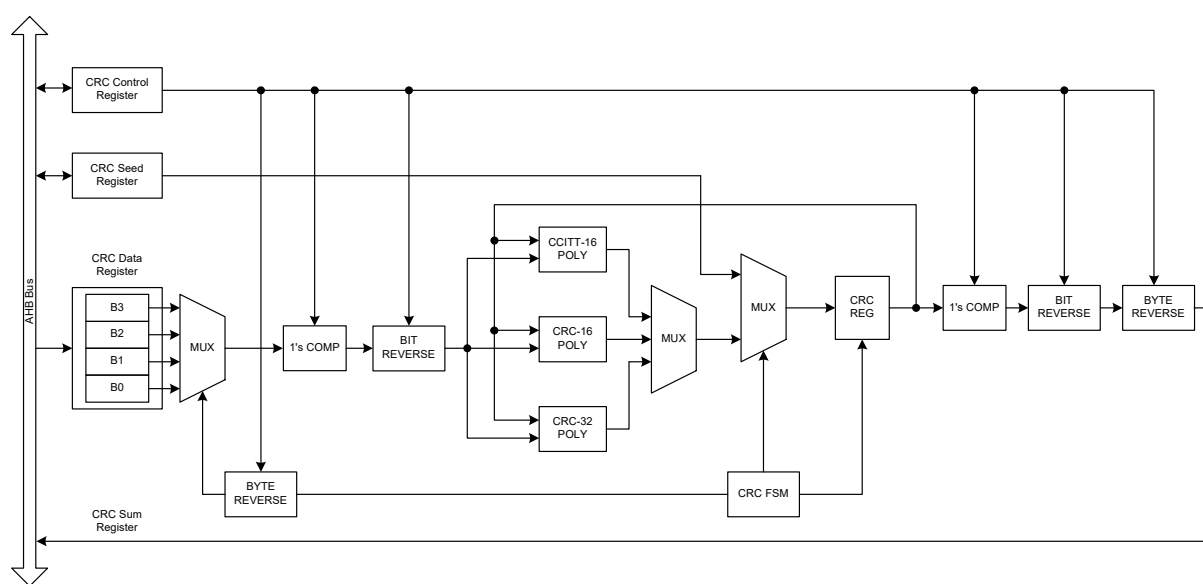 CRC Control
Register
CRC Seed
Register
AHB Bus
CRC Data
Register
B3
B2
B1
B0
MUX
1's COMP
BIT
REVERSE
CCITT-16
POLY
CRC-16
POLY
CRC-32
POLY
MUX
MUX
CRC
REG
1's COMP
BIT
REVERSE
BYTE
REVERSE
BYTE
REVERSE
CRC FSM
CRC Sum
Register